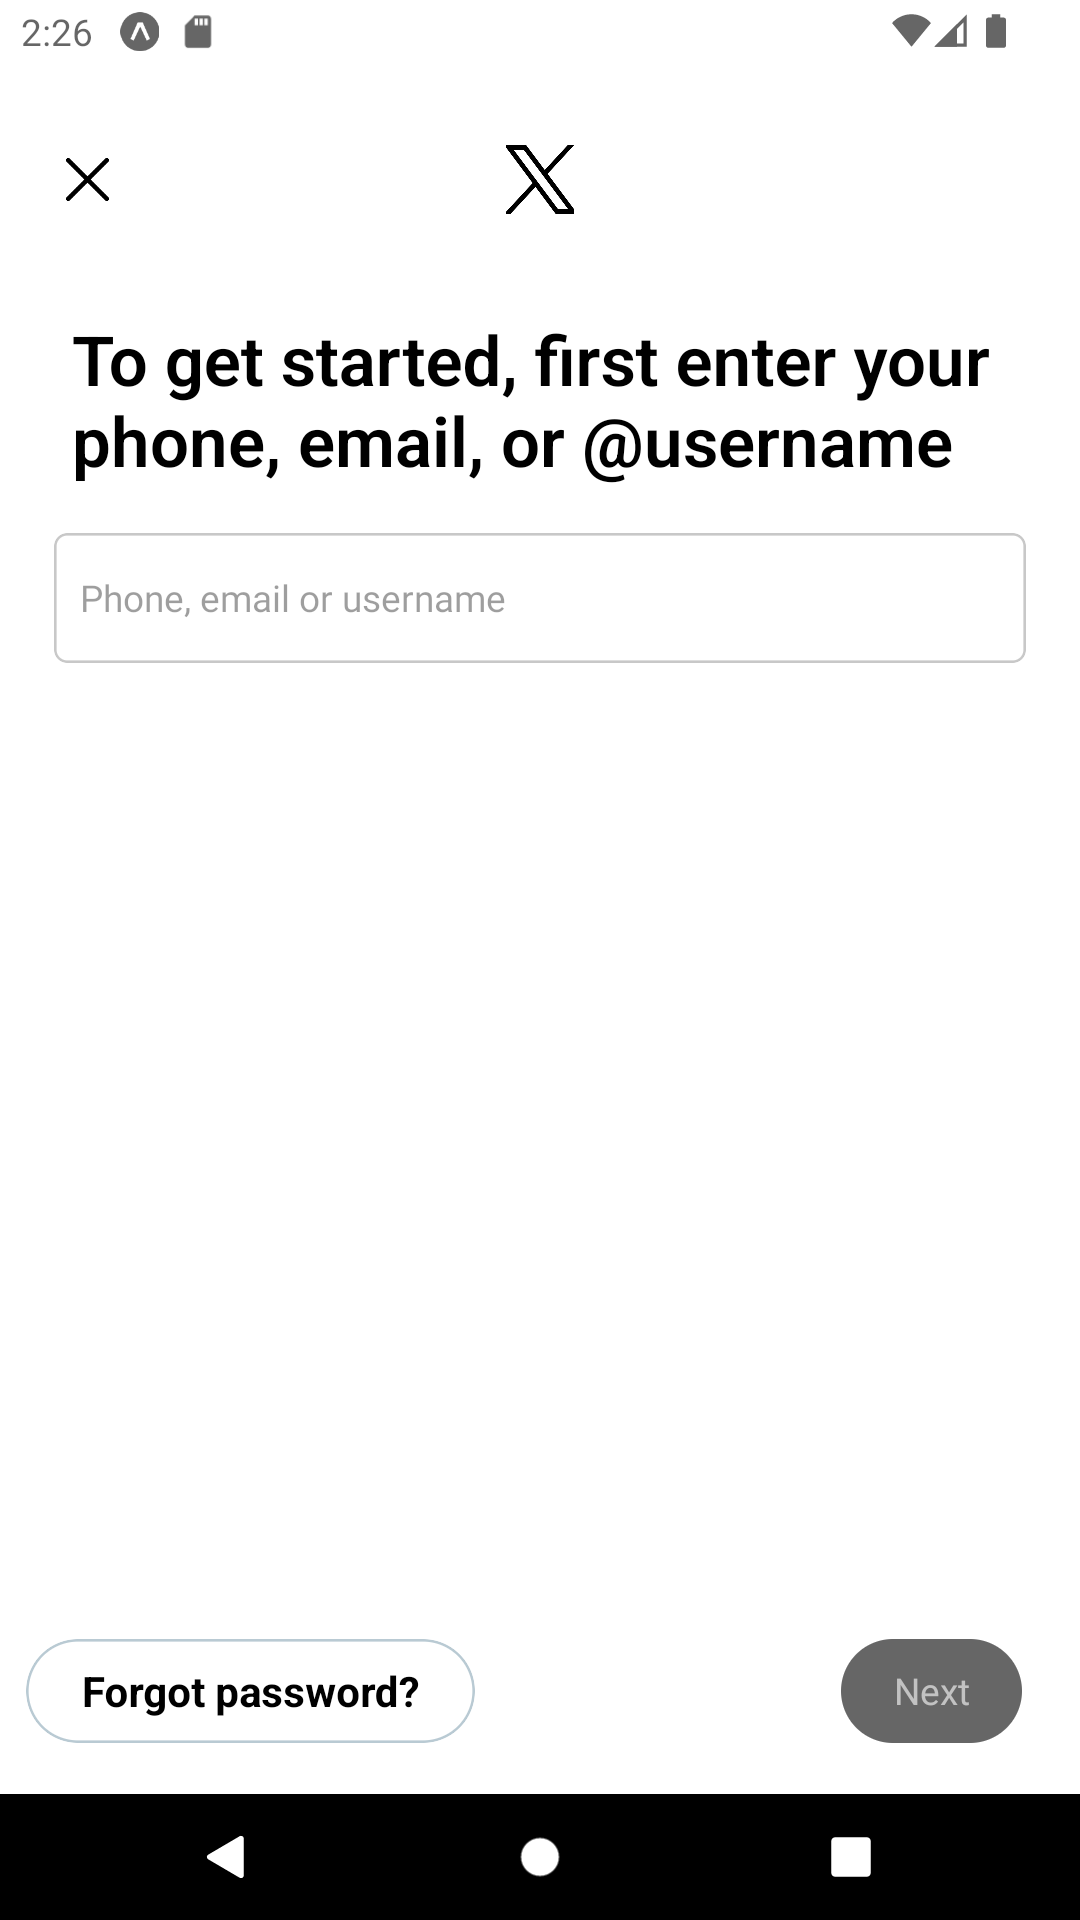 2:26
To get started, first enter your
phone, email, or @username
Phone, email or username
Forgot password?
Next